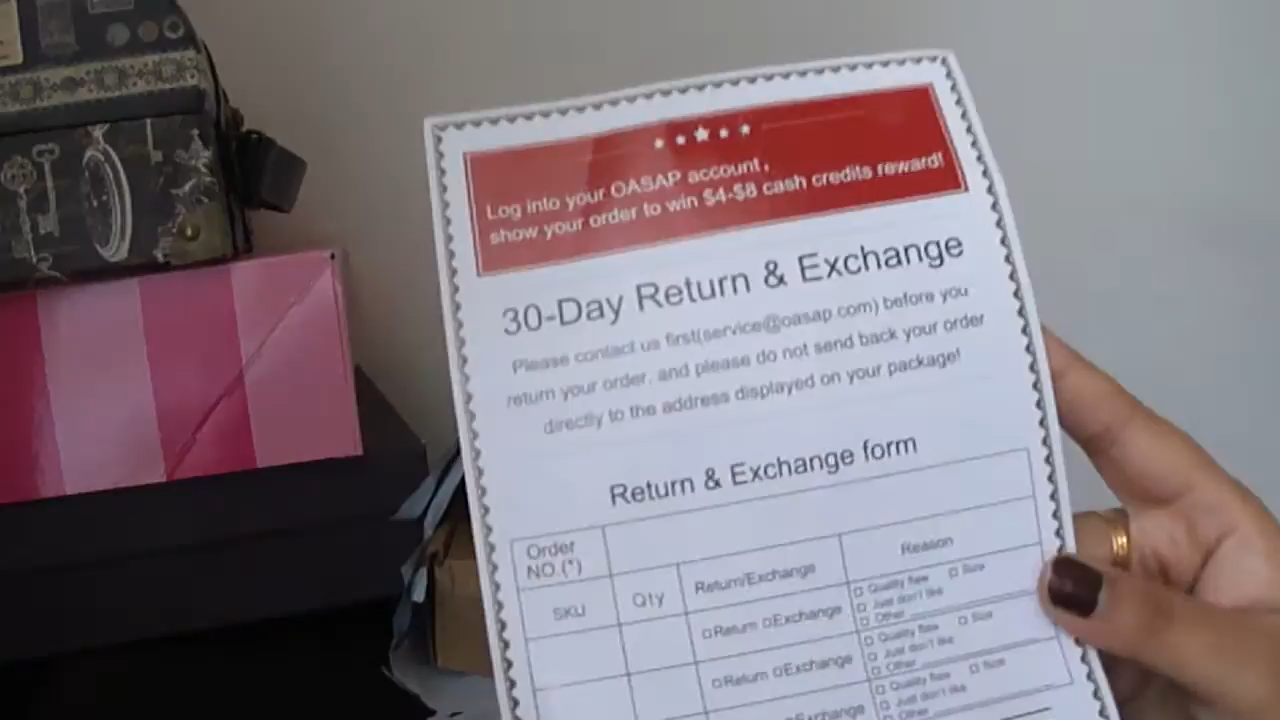 Log into your OASAP account,
show your order to win $4-$8 cash credits reward!
30-Day Return & Exchange
Please contact us first(service@oasap.com) before you
return your order, and please do not send back your order
directly to the address displayed on your package!
Return & Exchange form
Order
NO.(*)
SKU Qty Return/Exchange Reason
Return Exchange
Quality flaw Size
Just don't like
Other
Return Exchange
Quality flaw Size
Just don't like
Other
Exchange
Quality flaw Size
Just don't like
Other